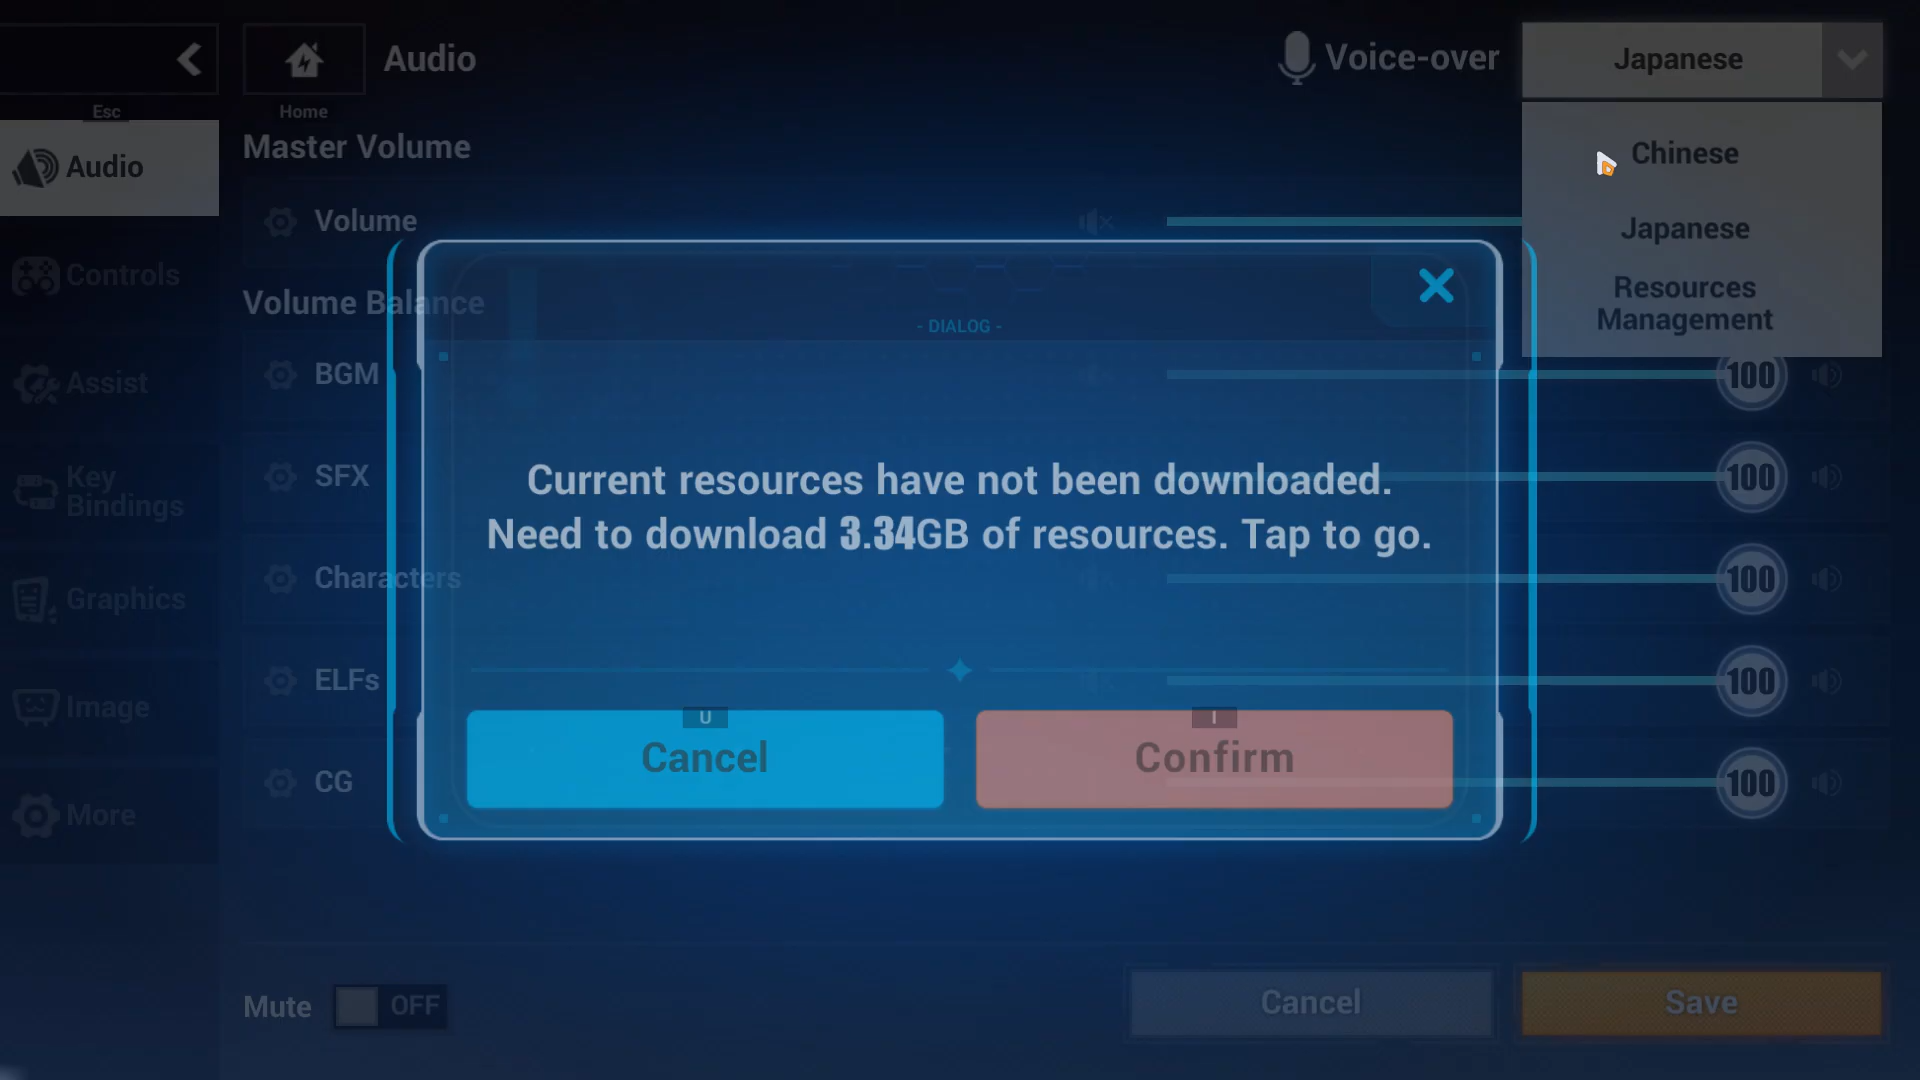 Audio
Voice-over
Japanese
Esc
Home
Chinese
Japanese
Resources
Management
Audio
Controls
Assist
Key
Bindings
Graphics
Image
More
Master Volume
Volume
Volume Balance
BGM
100
SFX
100
Characters
100
ELFs
100
CG
100
- DIALOG -
Current resources have not been downloaded.
Need to download 3.34GB of resources. Tap to go.
U
Cancel
I
Confirm
Mute
OFF
Cancel
Save